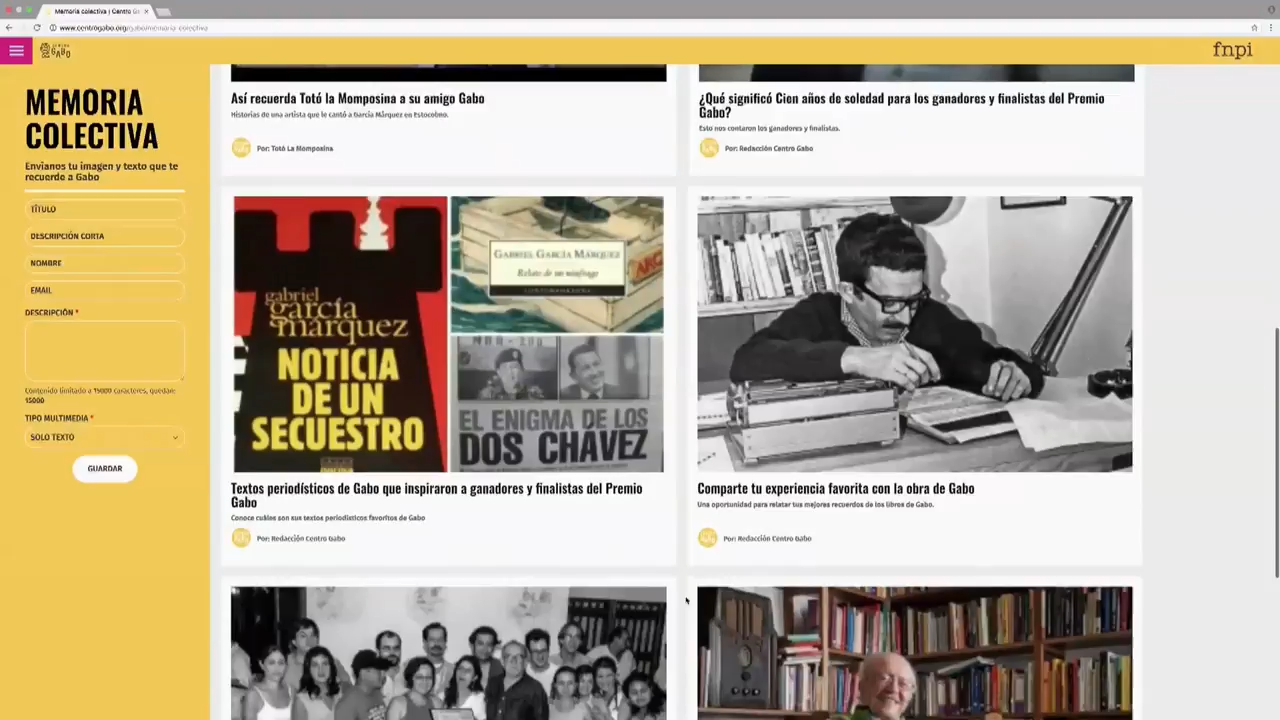 Memoria colectiva | Centro G
www.centrogabo.org/gabo/memoria-colectiva
CENTRO
GABO
fnpi
MEMORIA
COLECTIVA
Envíanos tu imagen y texto que te
recuerde a Gabo
TÍTULO
DESCRIPCIÓN CORTA
NOMBRE
EMAIL
DESCRIPCIÓN *
Contenido limitado a 15000 caracteres, quedan:
15000
TIPO MULTIMEDIA *
SOLO TEXTO
GUARDAR
Así recuerda Totó la Momposina a su amigo Gabo
Historias de una artista que le cantó a García Márquez en Estocolmo.
Por: Totó La Momposina
¿Qué significó Cien años de soledad para los ganadores y finalistas del Premio
Gabo?
Esto nos contaron los ganadores y finalistas.
Por: Redacción Centro Gabo
gabriel
garcía
márquez
NOTICIA
DE UN
SECUESTRO
GABRIEL GARCÍA MÁRQUEZ
Relato de un náufrago
EL ENIGMA DE LOS
DOS CHAVEZ
Textos periodísticos de Gabo que inspiraron a ganadores y finalistas del Premio
Gabo
Conoce cuáles son sus textos periodísticos favoritos de Gabo
Por: Redacción Centro Gabo
Comparte tu experiencia favorita con la obra de Gabo
Una oportunidad para relatar tus mejores recuerdos de los libros de Gabo.
Por: Redacción Centro Gabo